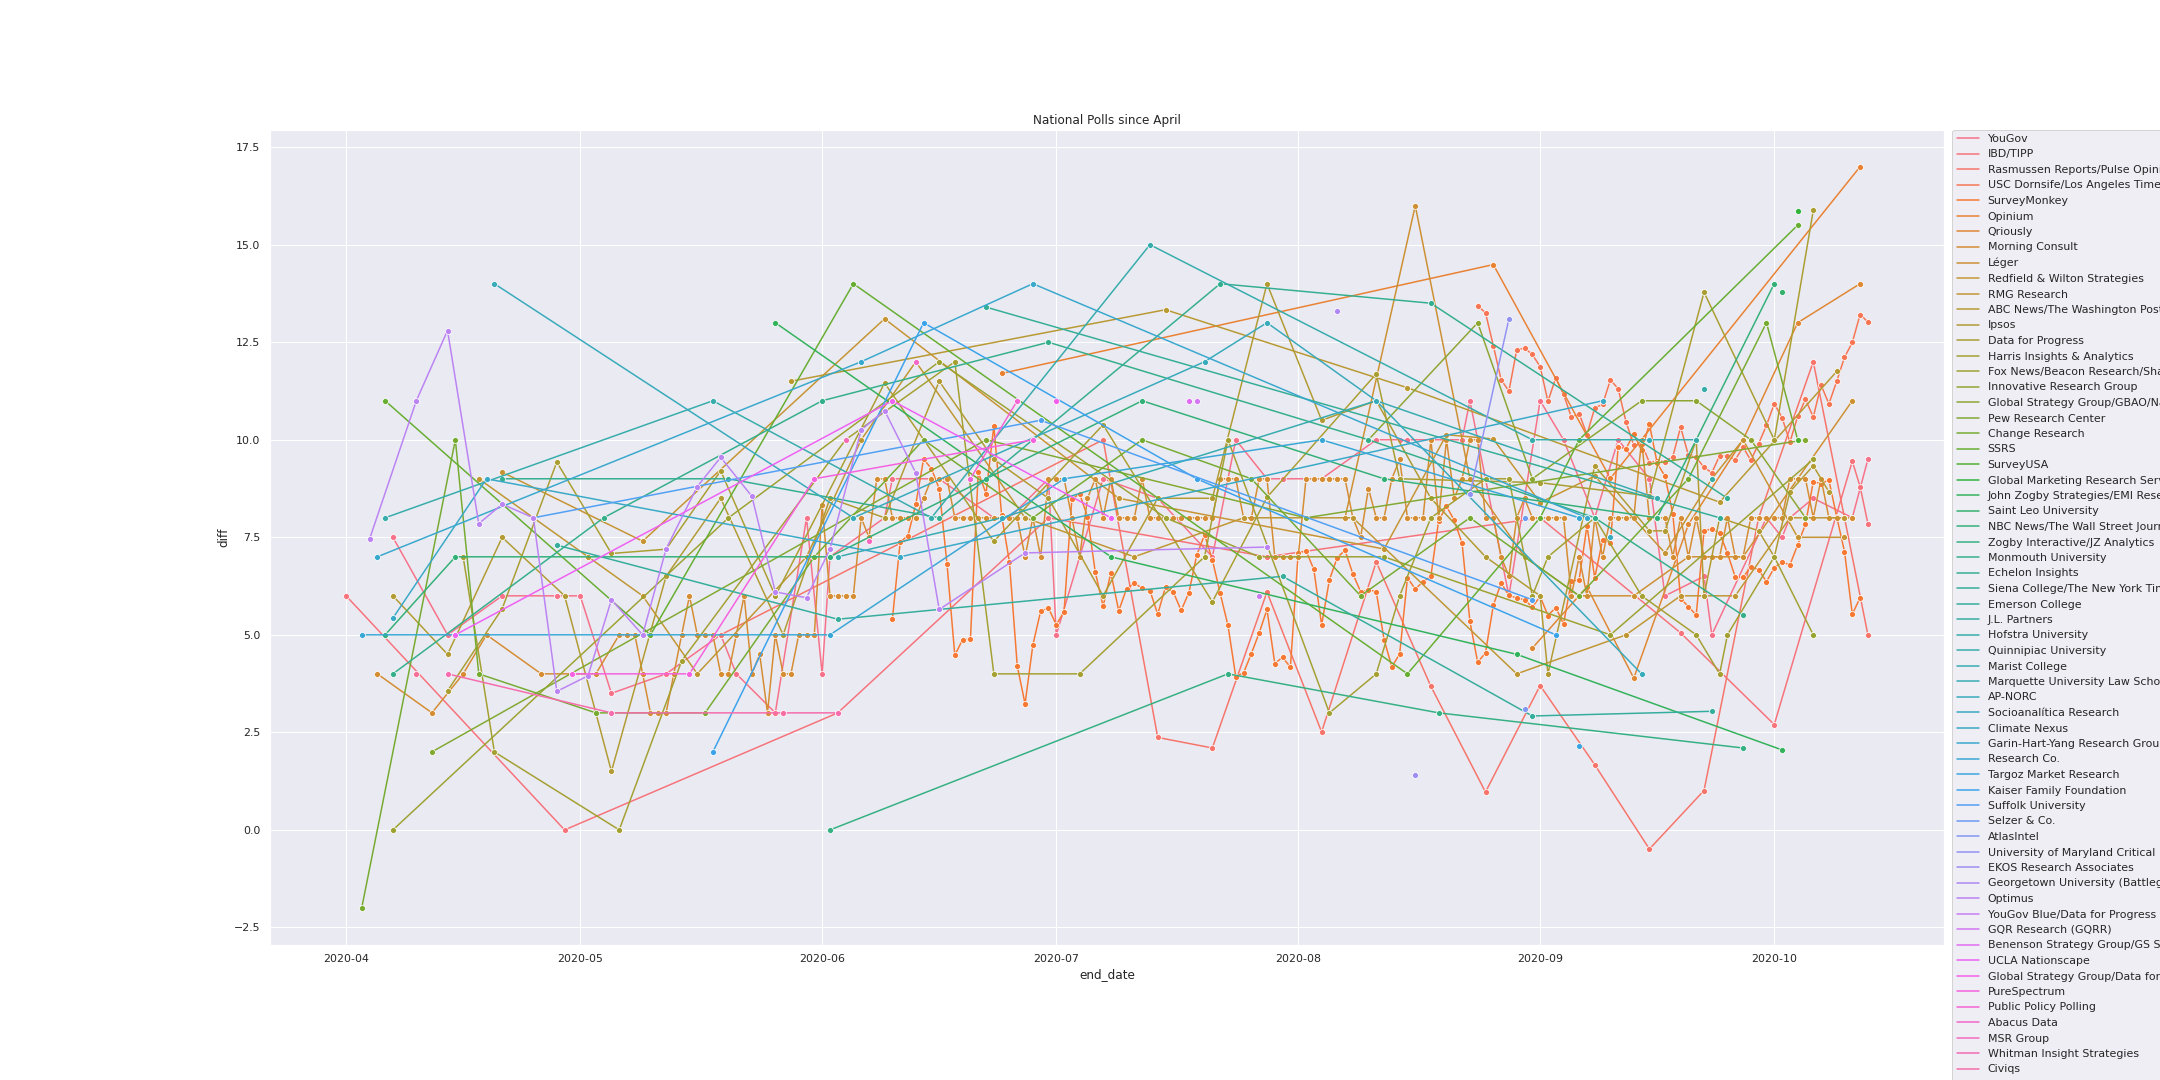 National Polls since April
17.5
15.0
12.5
10.0
7.5
5.0
2.5
0.0
−2.5
diff
2020-04 2020-05 2020-06 2020-07 2020-08 2020-09 2020-10
end_date
YouGov
IBD/TIPP
Rasmussen Reports/Pulse Opin
USC Dornsife/Los Angeles Time
SurveyMonkey
Opinium
Qriously
Morning Consult
Léger
Redfield & Wilton Strategies
RMG Research
ABC News/The Washington Post
Ipsos
Data for Progress
Harris Insights & Analytics
Fox News/Beacon Research/Sha
Innovative Research Group
Global Strategy Group/GBAO/N
Pew Research Center
Change Research
SSRS
SurveyUSA
Global Marketing Research Serv
John Zogby Strategies/EMI Rese
Saint Leo University
NBC News/The Wall Street Journ
Zogby Interactive/JZ Analytics
Monmouth University
Echelon Insights
Siena College/The New York Tim
Emerson College
J.L. Partners
Hofstra University
Quinnipiac University
Marist College
Marquette University Law Scho
AP-NORC
Socioanalítica Research
Climate Nexus
Garin-Hart-Yang Research Grou
Research Co.
Targoz Market Research
Kaiser Family Foundation
Suffolk University
Selzer & Co.
AtlasIntel
University of Maryland Critical
EKOS Research Associates
Georgetown University (Battleg
Optimus
YouGov Blue/Data for Progress
GQR Research (GQRR)
Benenson Strategy Group/GS S
UCLA Nationscape
Global Strategy Group/Data for
PureSpectrum
Public Policy Polling
Abacus Data
MSR Group
Whitman Insight Strategies
Civiqs